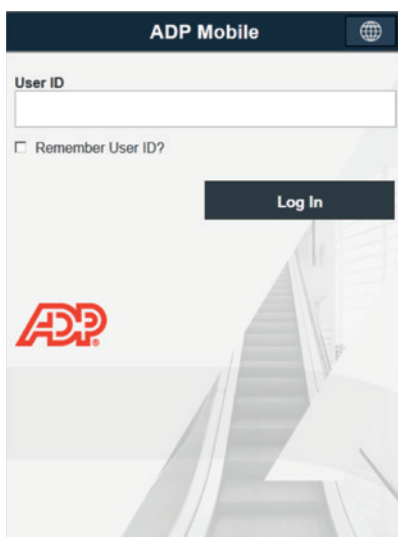 ADP Mobile
User ID
Remember User ID?
Log In
ADP